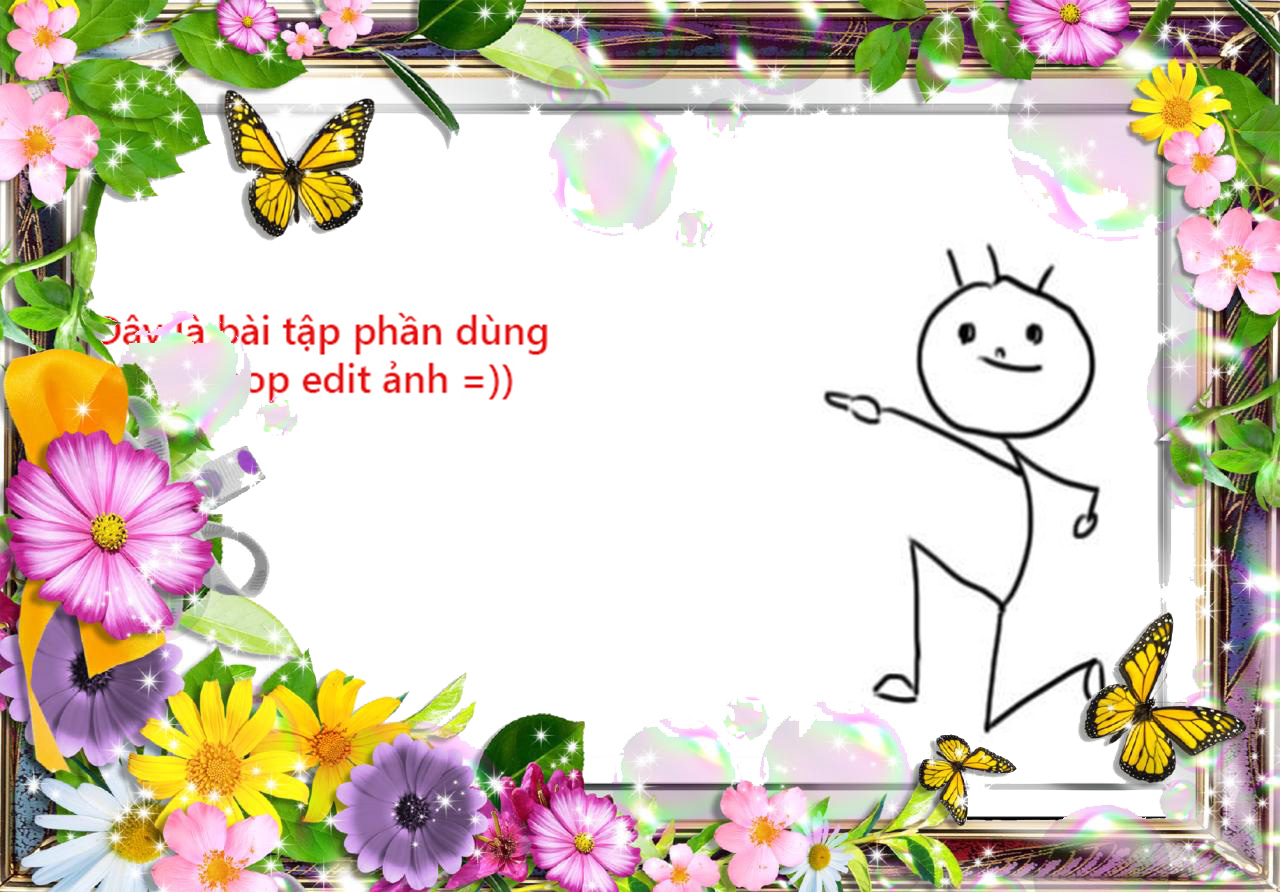 Đây là bài tập phần dùng
edit ảnh =))